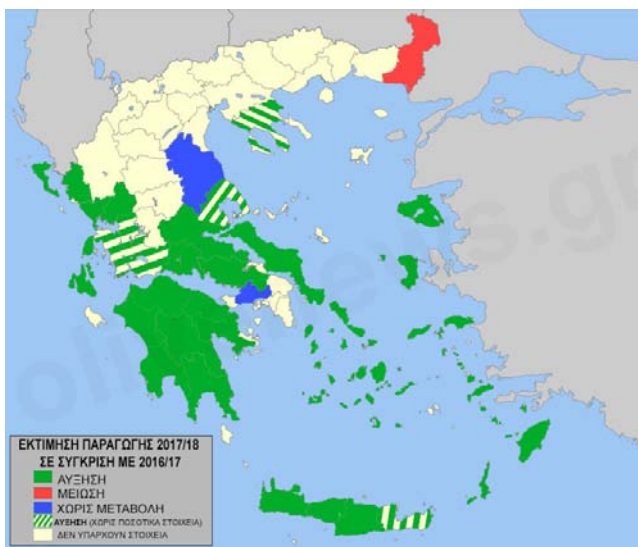 ΕΚΤΙΜΗΣΗ ΠΑΡΑΓΩΓΗΣ 2017/18
ΣΕ ΣΥΓΚΡΙΣΗ ΜΕ 2016/17
ΑΥΞΗΣΗ
ΜΕΙΩΣΗ
ΧΩΡΙΣ ΜΕΤΑΒΟΛΗ
ΑΥΞΗΣΗ (ΧΩΡΙΣ ΠΟΣΟΤΙΚΑ ΣΤΟΙΧΕΙΑ)
ΔΕΝ ΥΠΑΡΧΟΥΝ ΣΤΟΙΧΕΙΑ